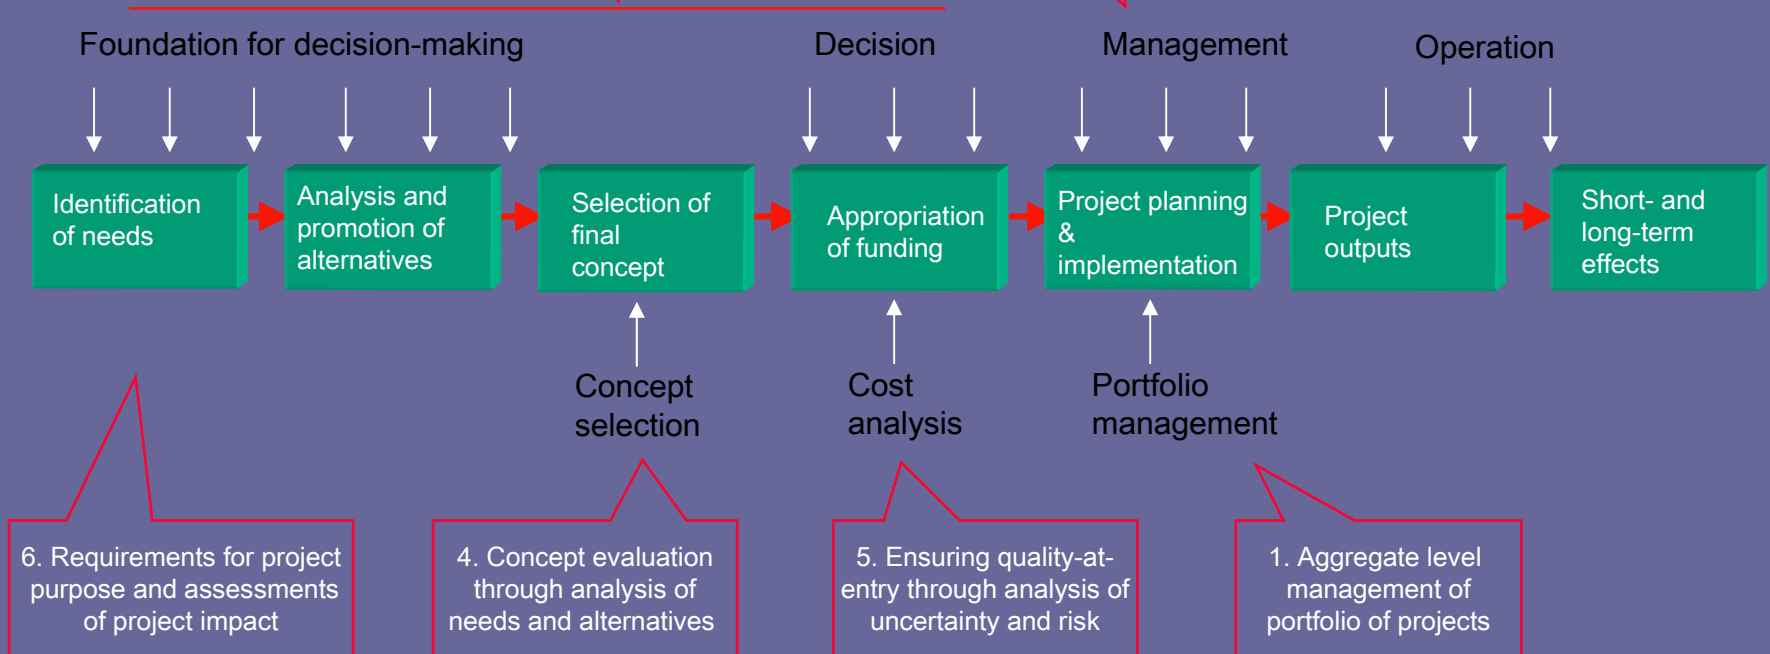 Foundation for decision-making
Decision
Management
Operation
Identification
of needs
Analysis and
promotion of
alternatives
Selection of
final
concept
Appropriation
of funding
Project planning
&
implementation
Project
outputs
Short- and
long-term
effects
Concept
selection
Cost
analysis
Portfolio
management
6. Requirements for project
purpose and assessments
of project impact
4. Concept evaluation
through analysis of
needs and alternatives
5. Ensuring quality-at-
entry through analysis of
uncertainty and risk
1. Aggregate level
management of
portfolio of projects